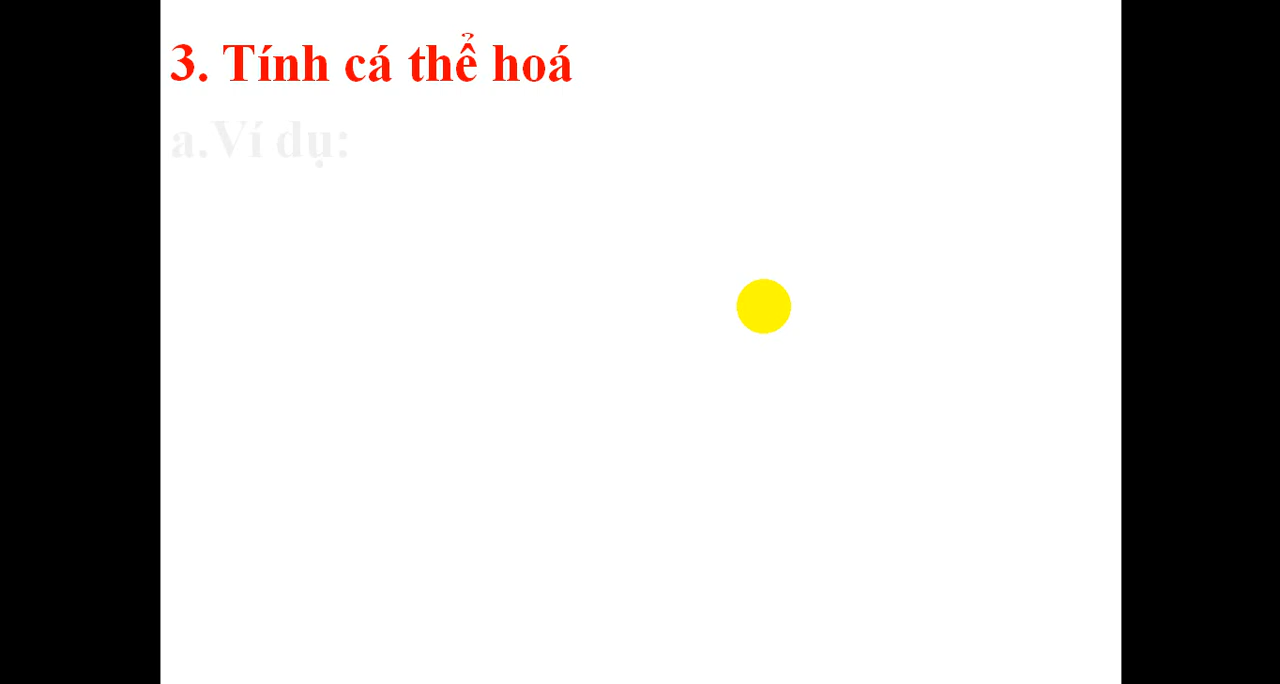 3. Tính cá thể hoá
a.Ví dụ: